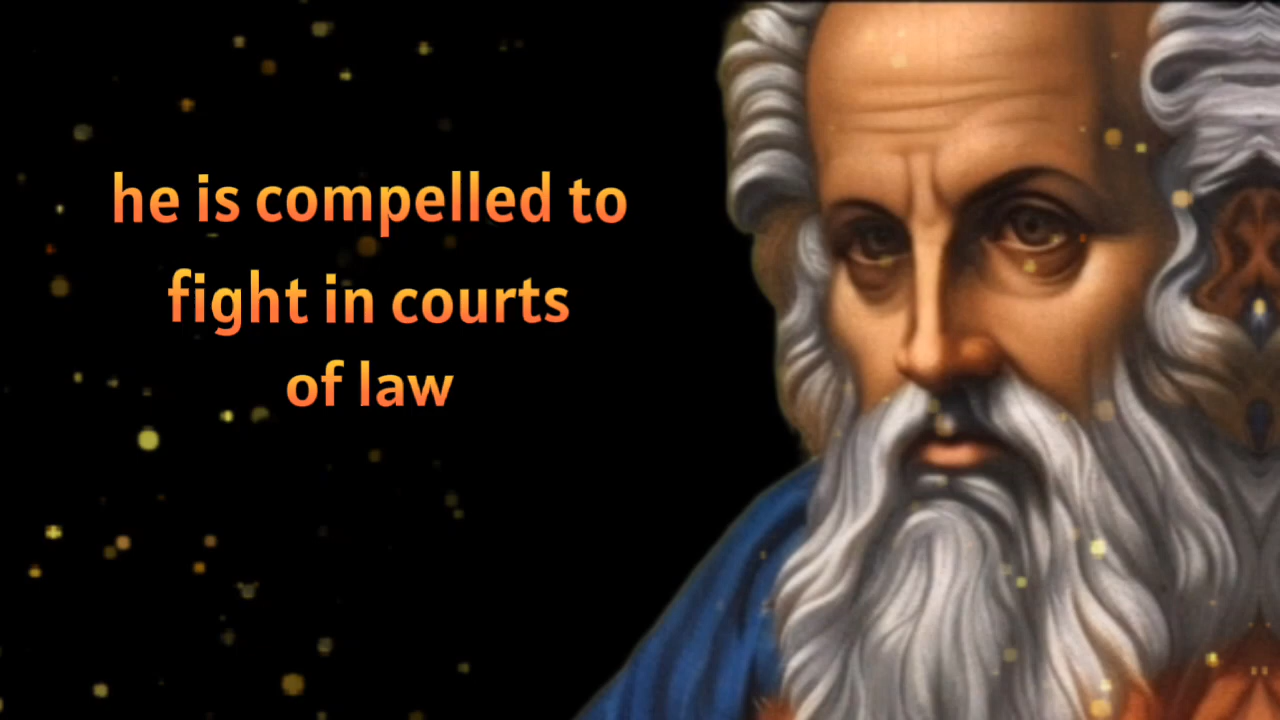 he is compelled to
fight in courts
of law